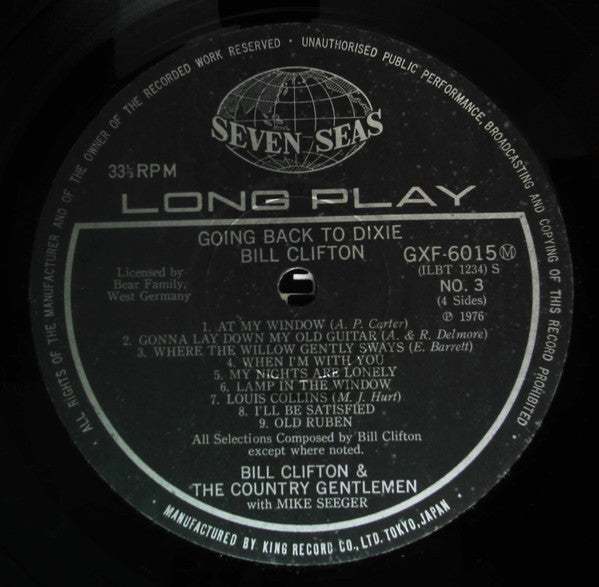 ALL RIGHTS OF THE MANUFACTURER AND OF THE OWNER OF THE RECORDED WORK RESERVED · UNAUTHORISED PUBLIC PERFORMANCE, BROADCASTING AND COPYING OF THIS RECORD PROHIBITED
SEVEN SEAS
33⅓ RPM
LONG PLAY
GOING BACK TO DIXIE
BILL CLIFTON
GXF-6015 Ⓜ
(ILBT 1234) S
NO. 3
(4 Sides)
Ⓟ 1976
Licensed by
Bear Family,
West Germany
1. AT MY WINDOW (A. P. Carter)
2. GONNA LAY DOWN MY OLD GUITAR (A. & R. Delmore)
3. WHERE THE WILLOW GENTLY SWAYS (E. Barrett)
4. WHEN I'M WITH YOU
5. MY NIGHTS ARE LONELY
6. LAMP IN THE WINDOW
7. LOUIS COLLINS (M. J. Hurt)
8. I'LL BE SATISFIED
9. OLD RUBEN
All Selections Composed by Bill Clifton
except where noted.
BILL CLIFTON &
THE COUNTRY GENTLEMEN
with MIKE SEEGER
· MANUFACTURED BY KING RECORD CO., LTD. TOKYO, JAPAN ·